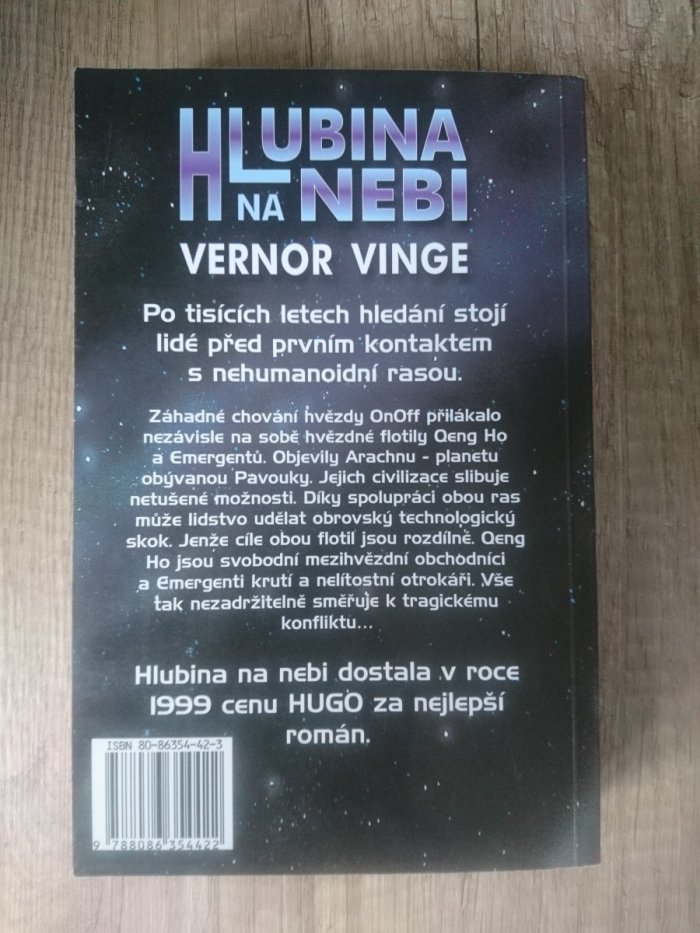 HLUBINA
NA NEBI
VERNOR VINGE
Po tisících letech hledání stojí
lidé před prvním kontaktem
s nehumanoidní rasou.
Záhadné chování hvězdy OnOff přilákalo
nezávisle na sobě hvězdné flotily Qeng Ho
a Emergentů. Objevily Arachnu - planetu
obývanou Pavouky. Jejich civilizace slibuje
netušené možnosti. Díky spolupráci obou ras
může lidstvo udělat obrovský technologický
skok. Jenže cíle obou flotil jsou rozdílné. Qeng
Ho jsou svobodní mezihvězdní obchodníci
a Emergenti krutí a nelítostní otrokáři. Vše
tak nezadržitelně směřuje k tragickému
konfliktu...
Hlubina na nebi dostala v roce
1999 cenu HUGO za nejlepší
román.
ISBN 80-86354-42-3
9 788086 354422